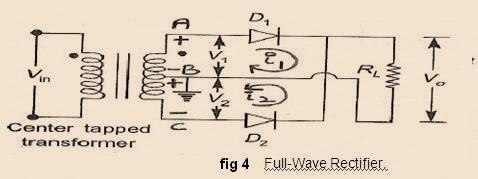 A D₁
+ V₁ i₁
Vin -B RL Vo
+ V₂ i₂
- C D₂
Center tapped
transformer
fig 4 Full-Wave Rectifier.